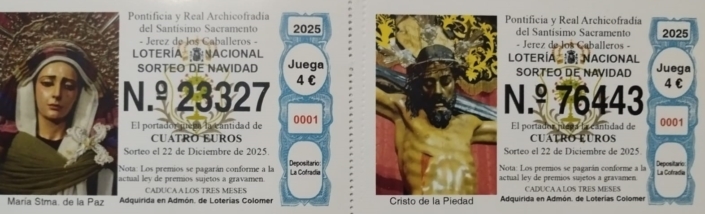 Pontificia y Real Archicofradía
del Santísimo Sacramento
- Jerez de los Caballeros -
LOTERÍA NACIONAL
SORTEO DE NAVIDAD
N.º 23327
El portador juega la cantidad de
CUATRO EUROS
Sorteo el 22 de Diciembre de 2025.
Nota: Los premios se pagarán conforme a la
actual ley de premios sujetos a gravamen.
CADUCA A LOS TRES MESES
Adquirida en Admón. de Loterías Colomer
María Stma. de la Paz
2025
Juega
4 €
0001
Depositario:
La Cofradía
Pontificia y Real Archicofradía
del Santísimo Sacramento
- Jerez de los Caballeros -
LOTERÍA NACIONAL
SORTEO DE NAVIDAD
N.º 76443
El portador juega la cantidad de
CUATRO EUROS
Sorteo el 22 de Diciembre de 2025.
Nota: Los premios se pagarán conforme a la
actual ley de premios sujetos a gravamen.
CADUCA A LOS TRES MESES
Adquirida en Admón. de Loterías Colomer
Cristo de la Piedad
2025
Juega
4 €
0001
Depositario:
La Cofradía